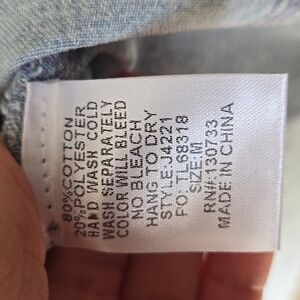 80%COTTON
20%POLYESTER
HAND WASH COLD
WASH SEPARATELY
COLOR WILL BLEED
NO BLEACH
HANG TO DRY
STYLE:J4221
PO:TL68318
SIZE:M
RN#:130733
MADE IN CHINA